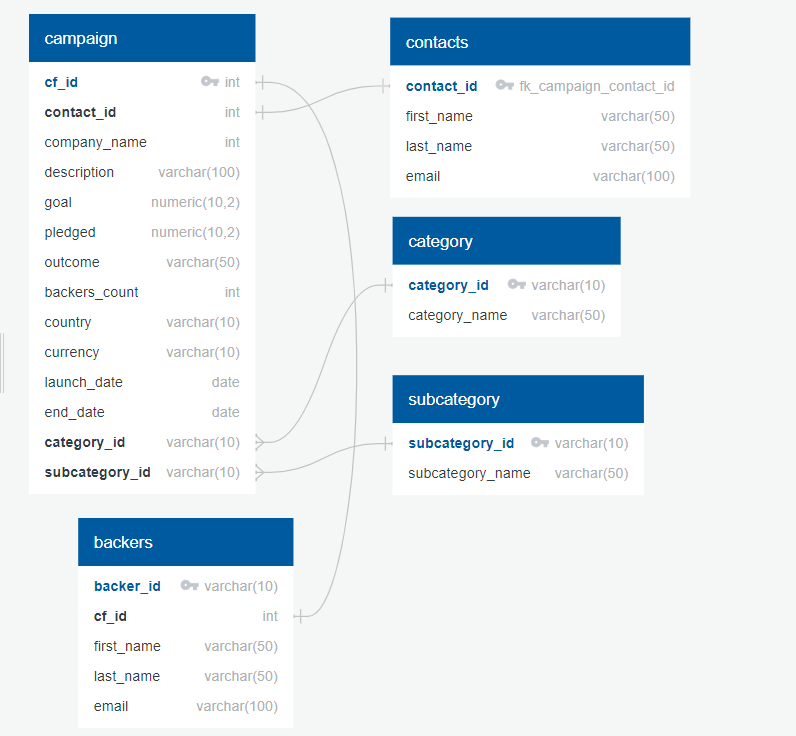 campaign
cf_id int
contact_id int
company_name int
description varchar(100)
goal numeric(10,2)
pledged numeric(10,2)
outcome varchar(50)
backers_count int
country varchar(10)
currency varchar(10)
launch_date date
end_date date
category_id varchar(10)
subcategory_id varchar(10)
contacts
contact_id fk_campaign_contact_id
first_name varchar(50)
last_name varchar(50)
email varchar(100)
category
category_id varchar(10)
category_name varchar(50)
subcategory
subcategory_id varchar(10)
subcategory_name varchar(50)
backers
backer_id varchar(10)
cf_id int
first_name varchar(50)
last_name varchar(50)
email varchar(100)